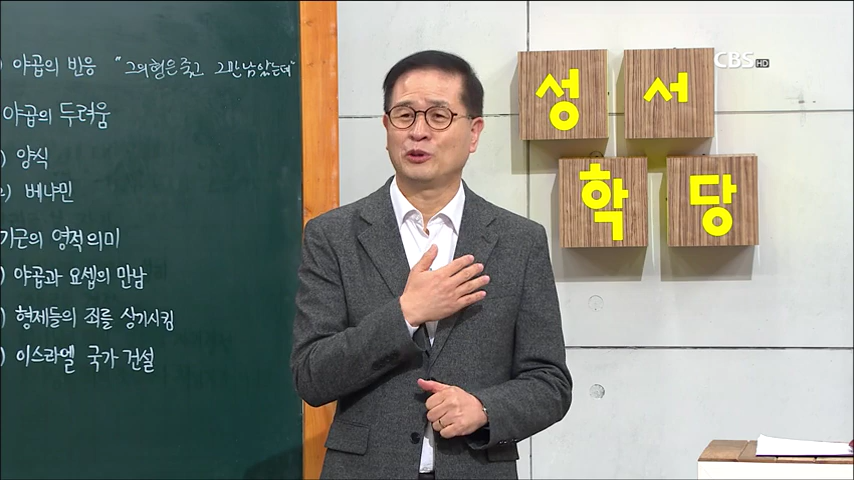 ) 야곱의 반응 "그의 형은 죽고 그만 남았는데"
야곱의 두려움
) 양식
) 베냐민
기근의 영적 의미
) 야곱과 요셉의 만남
) 형제들의 죄를 상기시킴
) 이스라엘 국가 건설
CBS HD
성서
학당